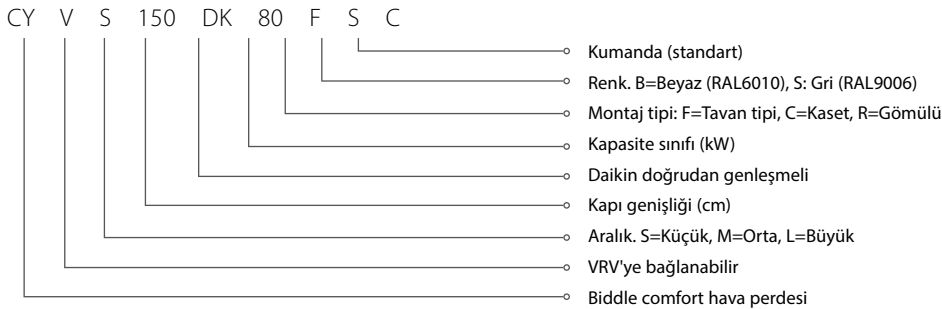 CY V S 150 DK 80 F S C
Kumanda (standart)
Renk. B=Beyaz (RAL6010), S: Gri (RAL9006)
Montaj tipi: F=Tavan tipi, C=Kaset, R=Gömülü
Kapasite sınıfı (kW)
Daikin doğrudan genleşmeli
Kapı genişliği (cm)
Aralık. S=Küçük, M=Orta, L=Büyük
VRV'ye bağlanabilir
Biddle comfort hava perdesi